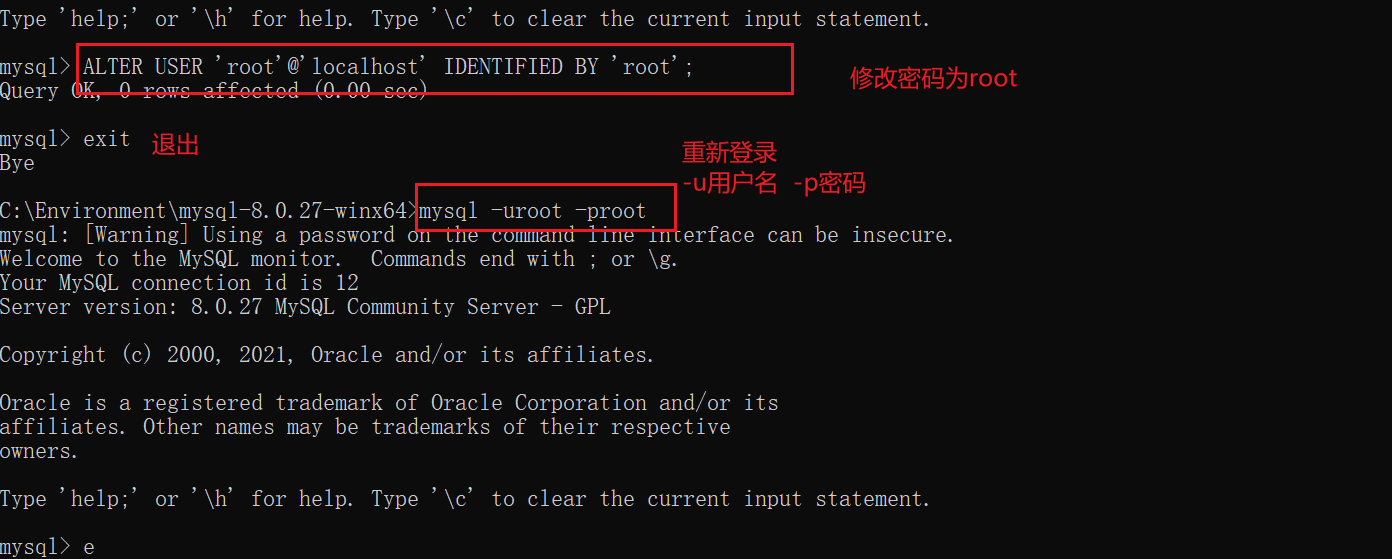 Type 'help;' or '\h' for help. Type '\c' to clear the current input statement.
mysql> ALTER USER 'root'@'localhost' IDENTIFIED BY 'root';
修改密码为root
Query OK, 0 rows affected (0.00 sec)
mysql> exit
退出
Bye
重新登录
-u用户名 -p密码
C:\Environment\mysql-8.0.27-winx64>mysql -uroot -proot
mysql: [Warning] Using a password on the command line interface can be insecure.
Welcome to the MySQL monitor.  Commands end with ; or \g.
Your MySQL connection id is 12
Server version: 8.0.27 MySQL Community Server - GPL
Copyright (c) 2000, 2021, Oracle and/or its affiliates.
Oracle is a registered trademark of Oracle Corporation and/or its
affiliates. Other names may be trademarks of their respective
owners.
Type 'help;' or '\h' for help. Type '\c' to clear the current input statement.
mysql> e